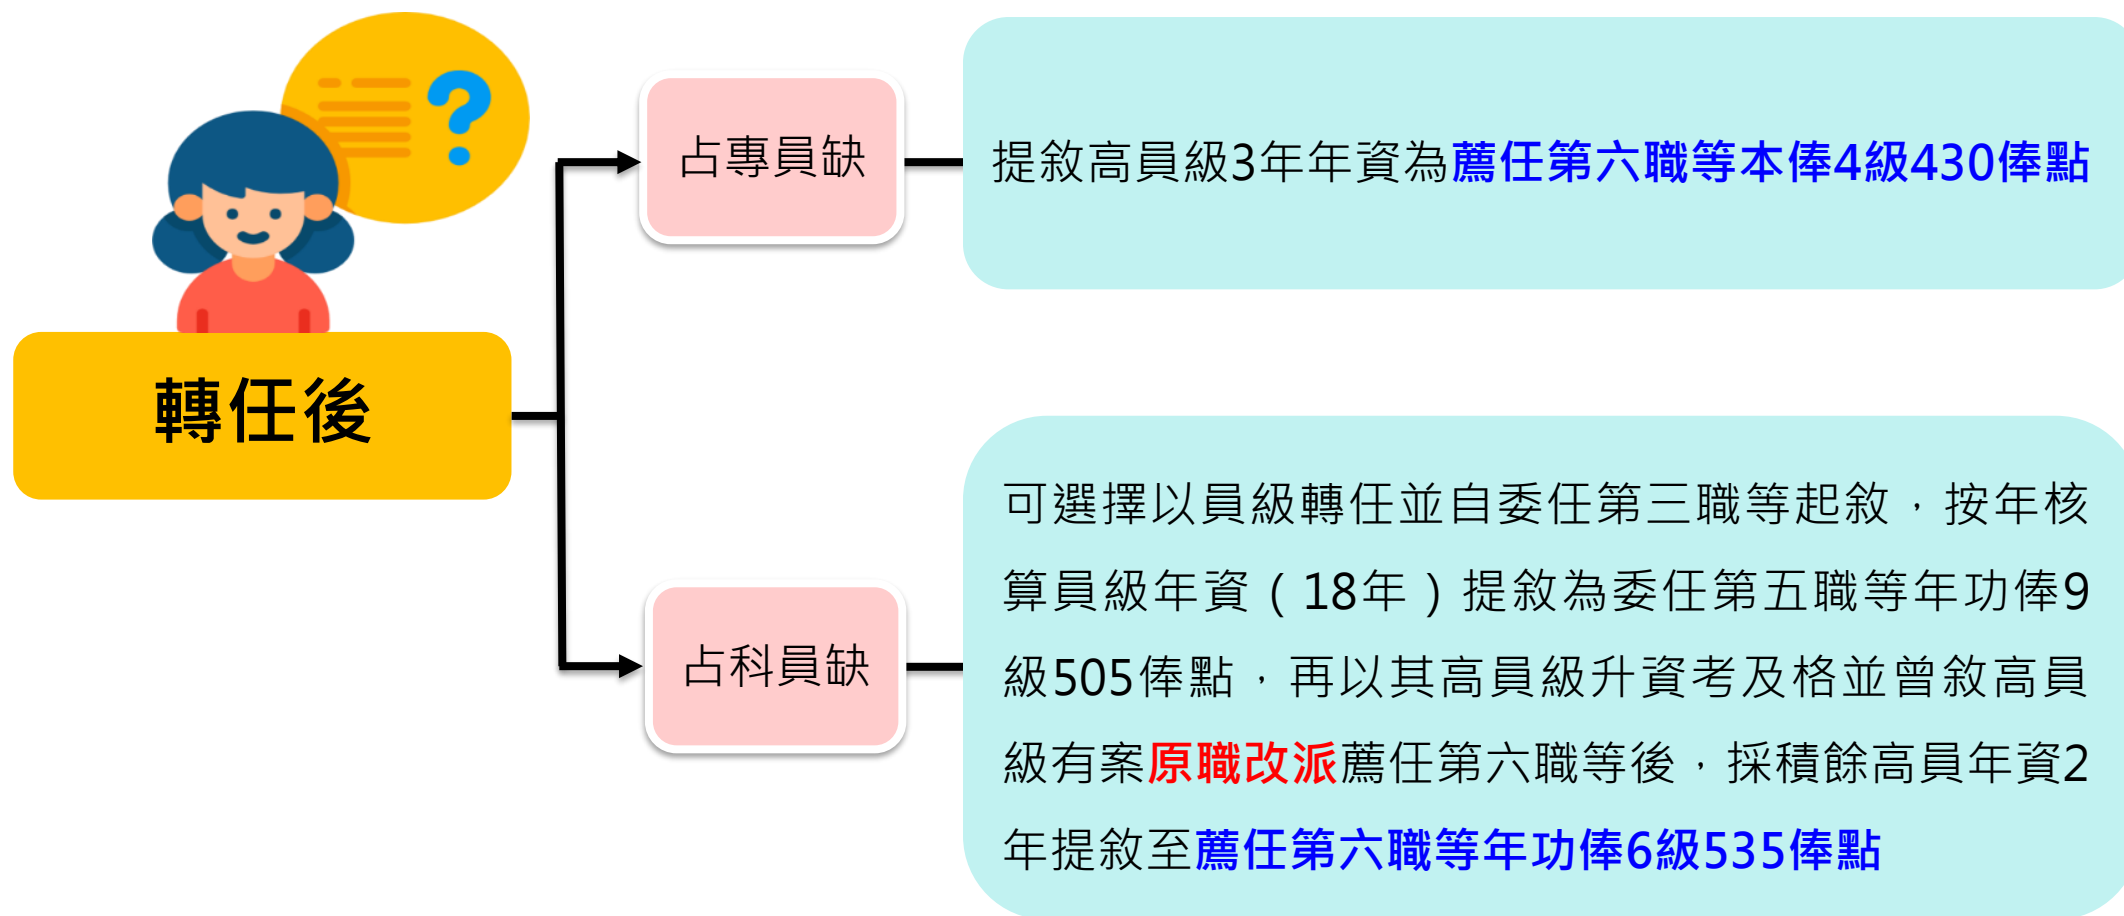 轉任後
占專員缺
提敘高員級3年年資為薦任第六職等本俸4級430俸點
占科員缺
可選擇以員級轉任並自委任第三職等起敘，按年核
算員級年資（18年）提敘為委任第五職等年功俸9
級505俸點，再以其高員級升資考及格並曾敘高員
級有案原職改派薦任第六職等後，採積餘高員年資2
年提敘至薦任第六職等年功俸6級535俸點